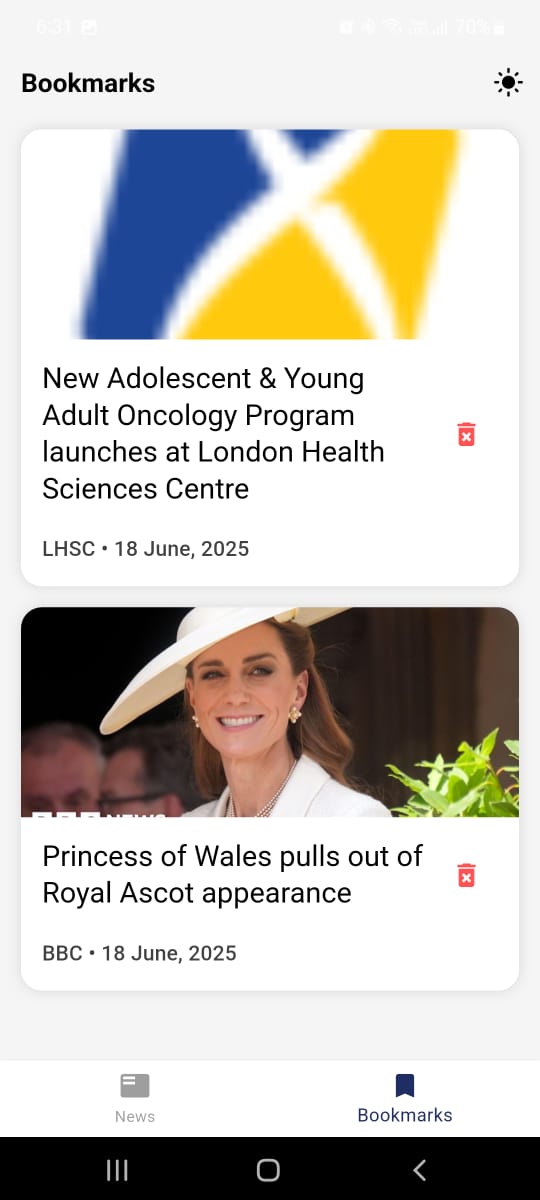 6:31
70%
Bookmarks
New Adolescent & Young
Adult Oncology Program
launches at London Health
Sciences Centre
LHSC • 18 June, 2025
NEWS
Princess of Wales pulls out of
Royal Ascot appearance
BBC • 18 June, 2025
News
Bookmarks